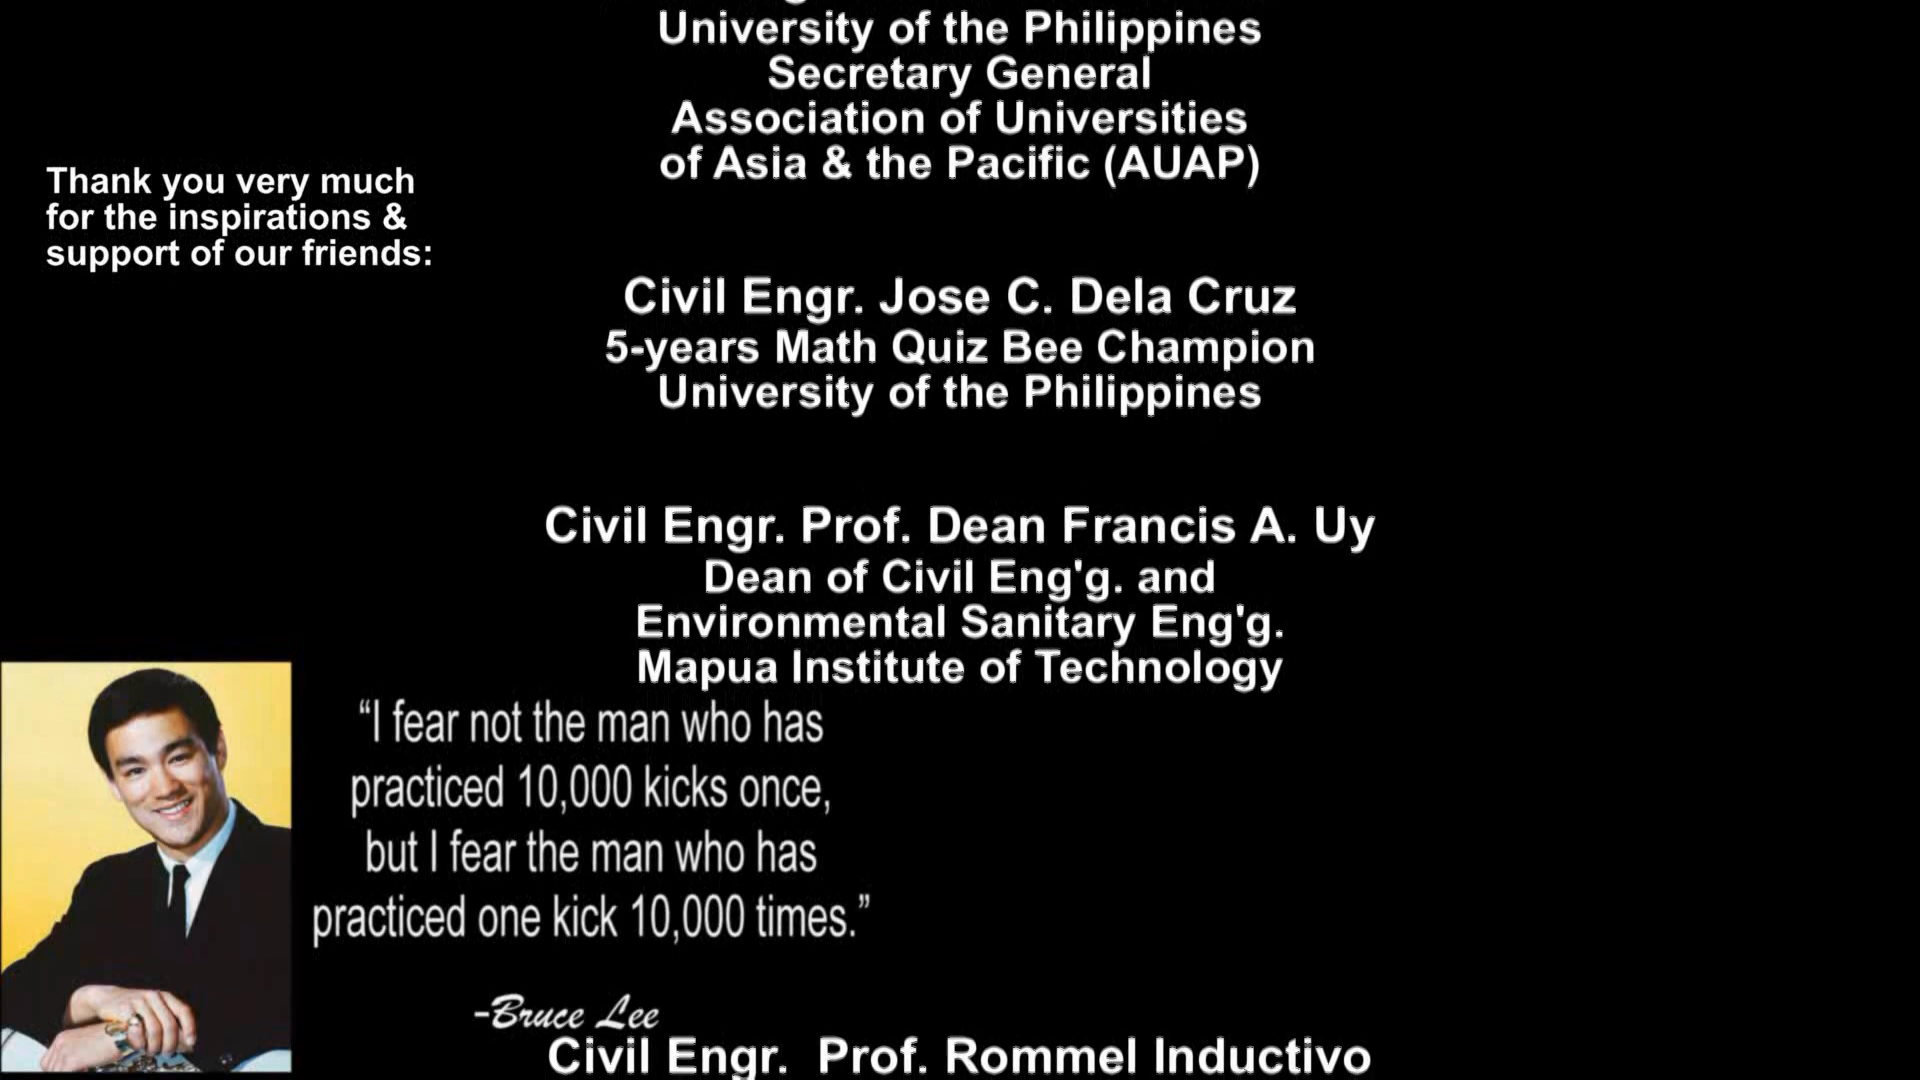 University of the Philippines
Secretary General
Association of Universities
of Asia & the Pacific (AUAP)
Thank you very much
for the inspirations &
support of our friends:
Civil Engr. Jose C. Dela Cruz
5-years Math Quiz Bee Champion
University of the Philippines
Civil Engr. Prof. Dean Francis A. Uy
Dean of Civil Eng'g. and
Environmental Sanitary Eng'g.
Mapua Institute of Technology
“I fear not the man who has
practiced 10,000 kicks once,
but I fear the man who has
practiced one kick 10,000 times.”
-Bruce Lee
Civil Engr. Prof. Rommel Inductivo